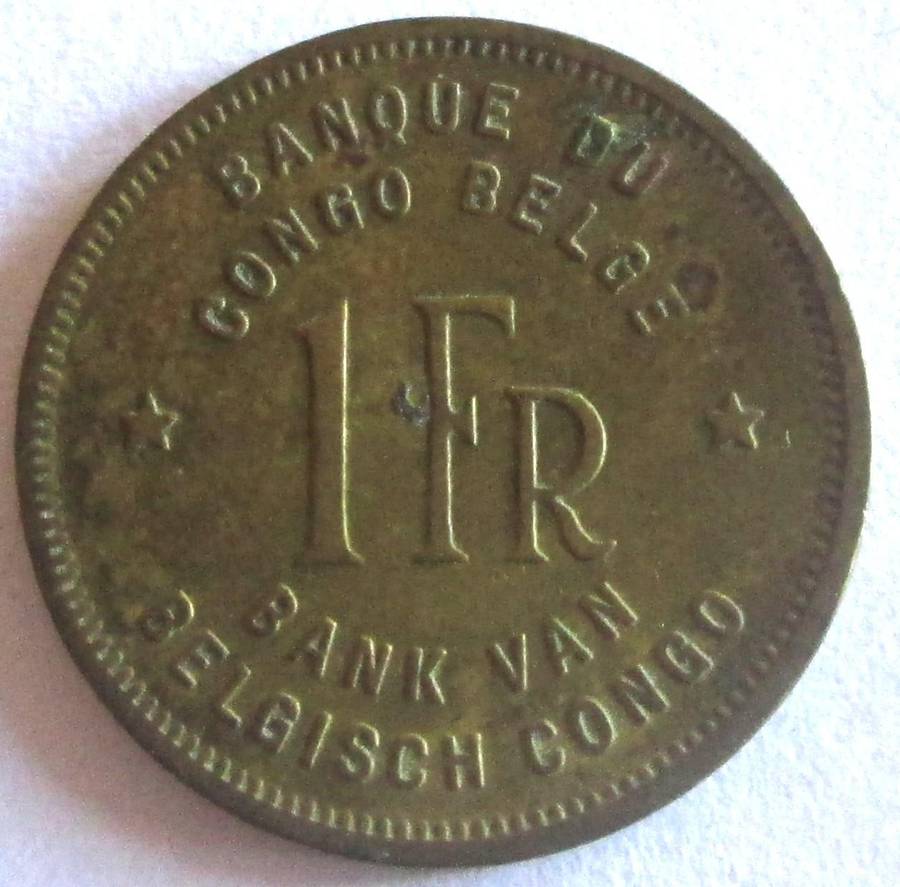 BANQUE DU
CONGO BELGE
1 FR
BANK VAN
BELGISCH CONGO